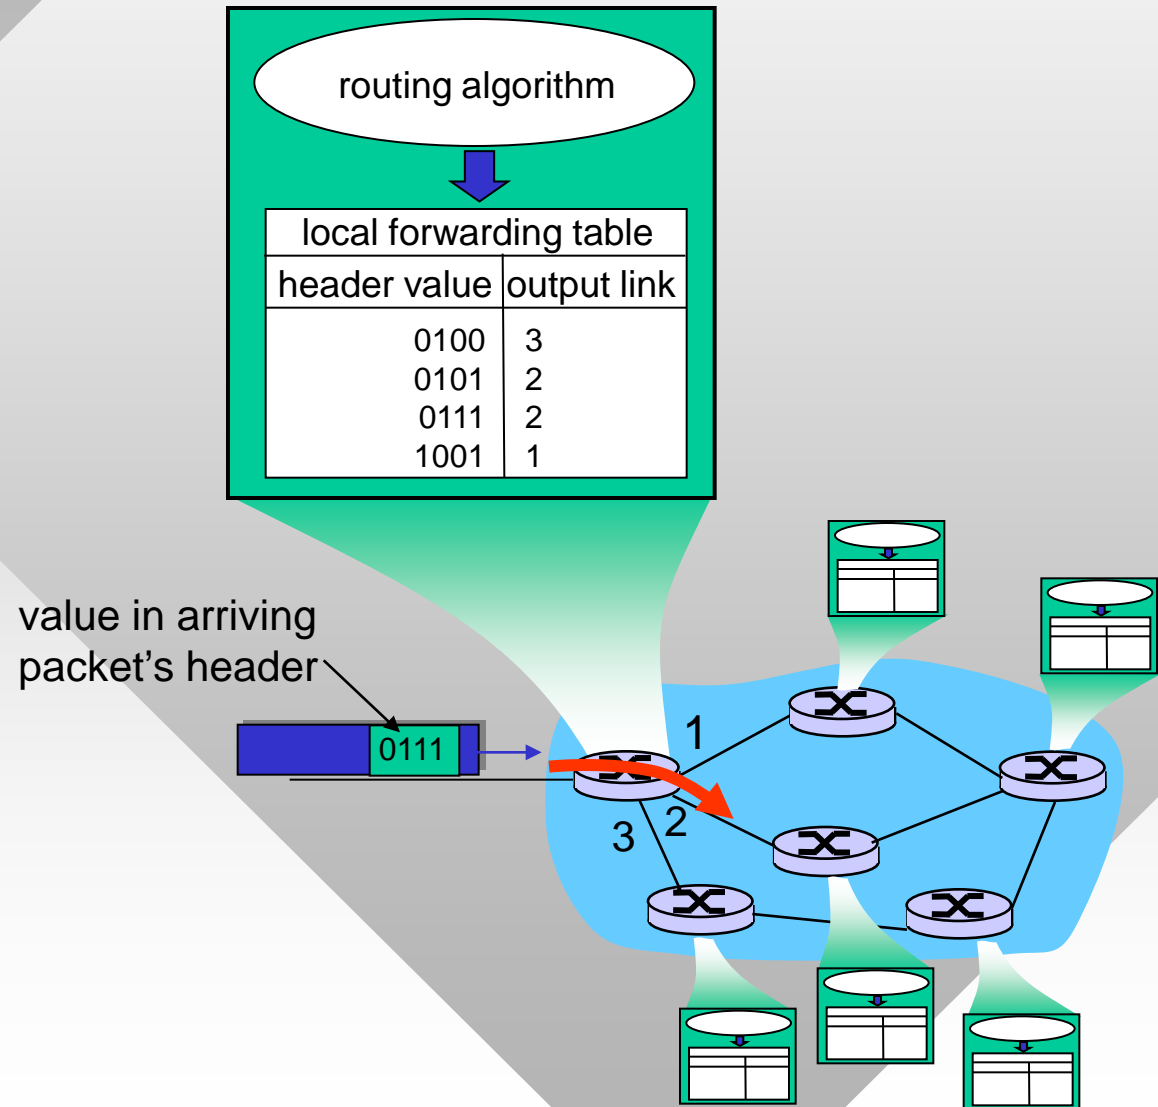 routing algorithm
local forwarding table
header value output link
0100 3
0101 2
0111 2
1001 1
value in arriving
packet's header
0111
1
2
3